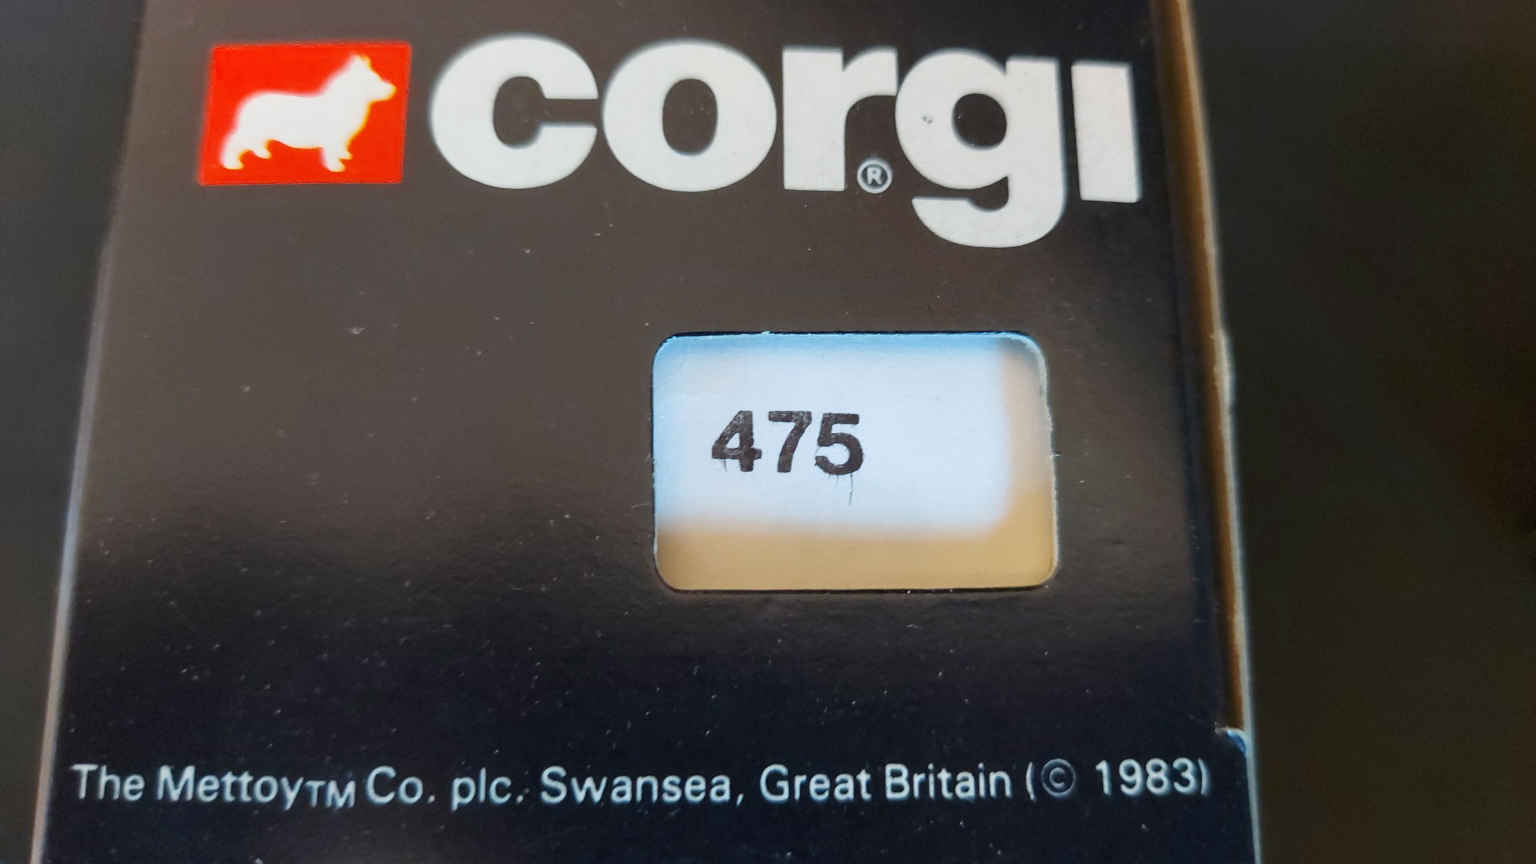 corgi®
475
The Mettoy™ Co. plc. Swansea, Great Britain (© 1983)